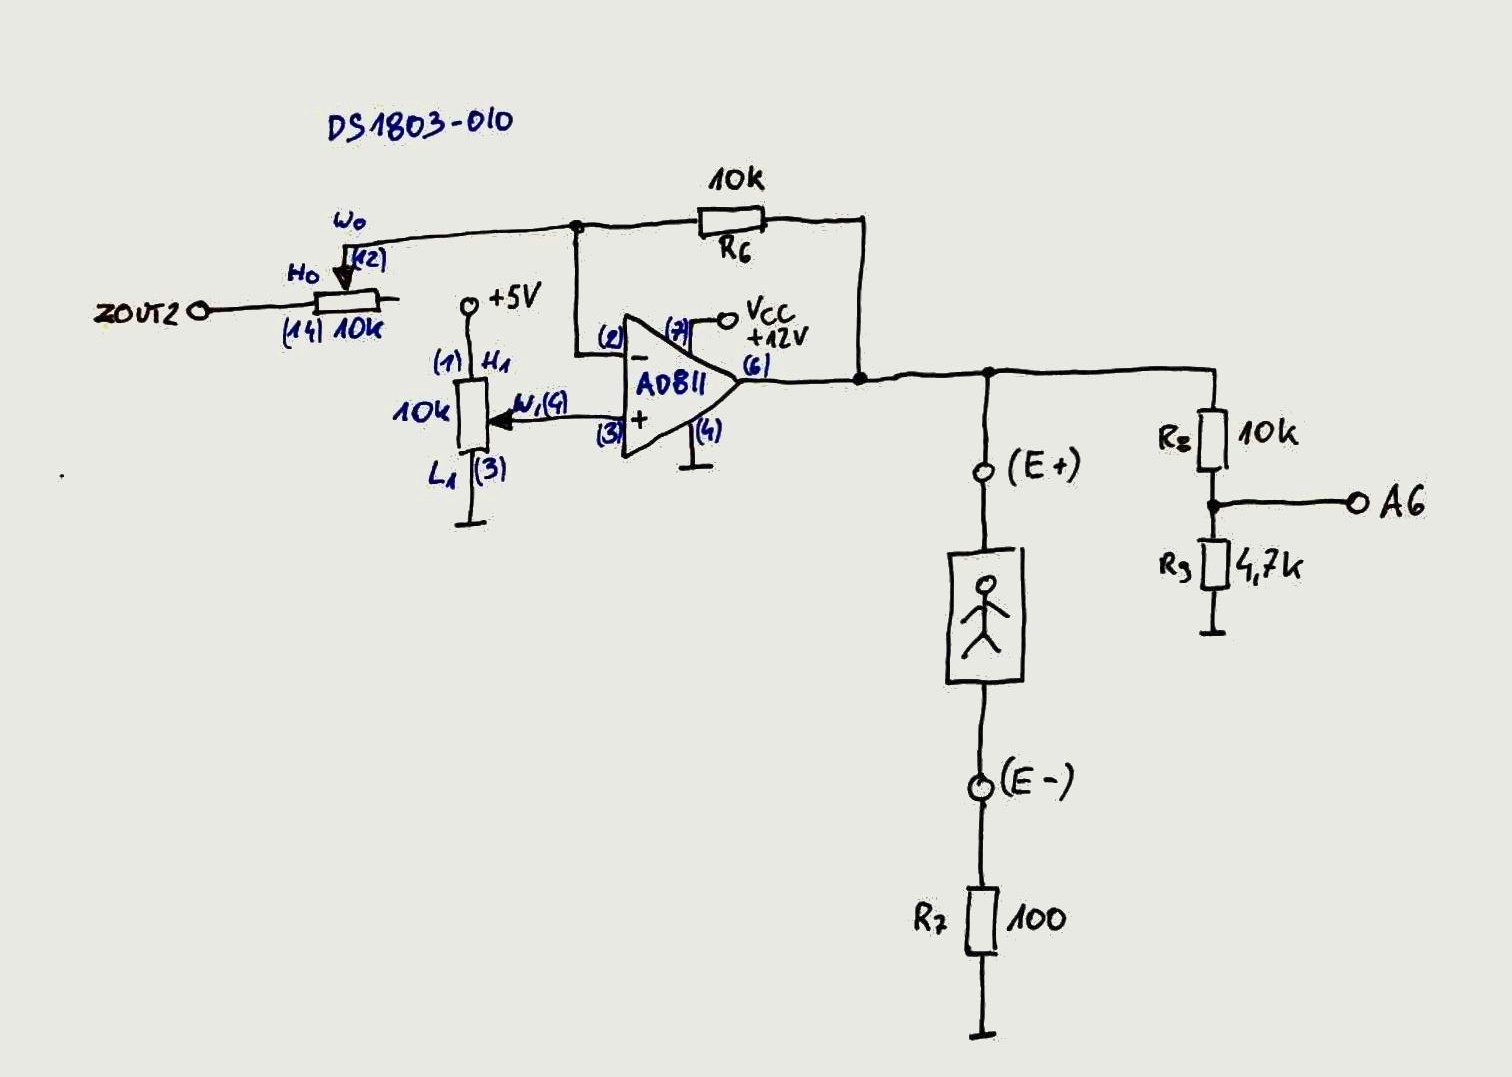 DS1803-010
10k
W0
(12)
R6
H0
ZOUT2
(14) 10k
+5V
VCC
+12V
(2)
(7)
−
(6)
(1) H1
AD811
10k
W1(4)
+
(3)
(4)
L1 (3)
R8 10k
(E+)
A6
R9 4,7k
(E-)
R7 100